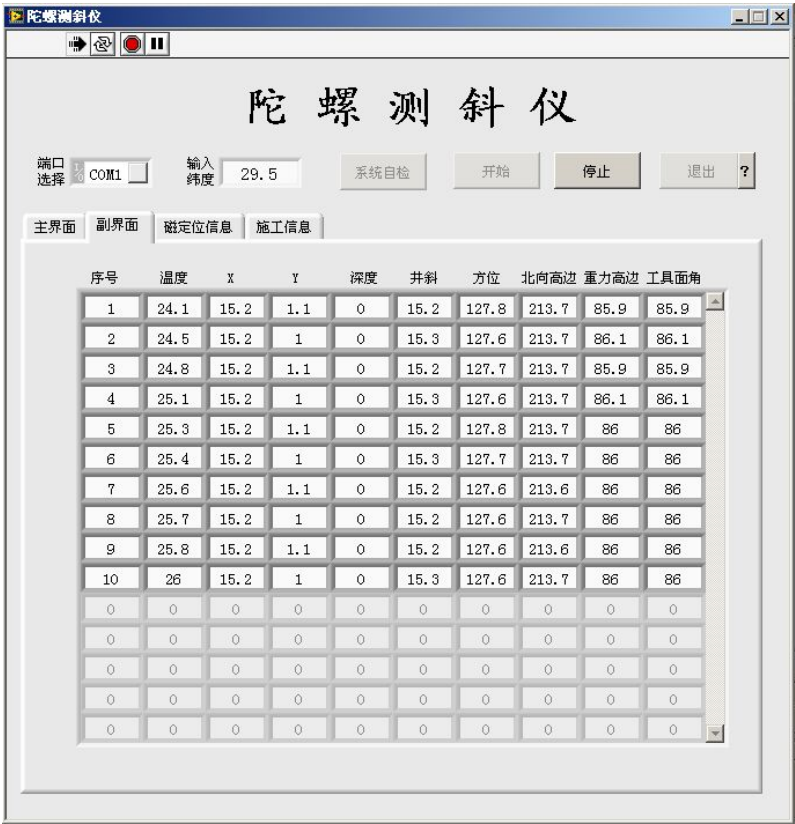 陀螺测斜仪
陀螺测斜仪
端口选择 COM1 输入纬度 29.5 系统自检 开始 停止 退出 ?
主界面 副界面 磁定位信息 施工信息
序号 温度 X Y 深度 井斜 方位 北向高边 重力高边 工具面角
1 24.1 15.2 1.1 0 15.2 127.8 213.7 85.9 85.9
2 24.5 15.2 1 0 15.3 127.6 213.7 86.1 86.1
3 24.8 15.2 1.1 0 15.2 127.7 213.7 85.9 85.9
4 25.1 15.2 1 0 15.3 127.6 213.7 86.1 86.1
5 25.3 15.2 1.1 0 15.2 127.8 213.7 86 86
6 25.4 15.2 1 0 15.3 127.7 213.7 86 86
7 25.6 15.2 1.1 0 15.2 127.6 213.6 86 86
8 25.7 15.2 1 0 15.2 127.6 213.7 86 86
9 25.8 15.2 1.1 0 15.2 127.6 213.6 86 86
10 26 15.2 1 0 15.3 127.6 213.7 86 86
0 0 0 0 0 0 0 0 0 0
0 0 0 0 0 0 0 0 0 0
0 0 0 0 0 0 0 0 0 0
0 0 0 0 0 0 0 0 0 0
0 0 0 0 0 0 0 0 0 0